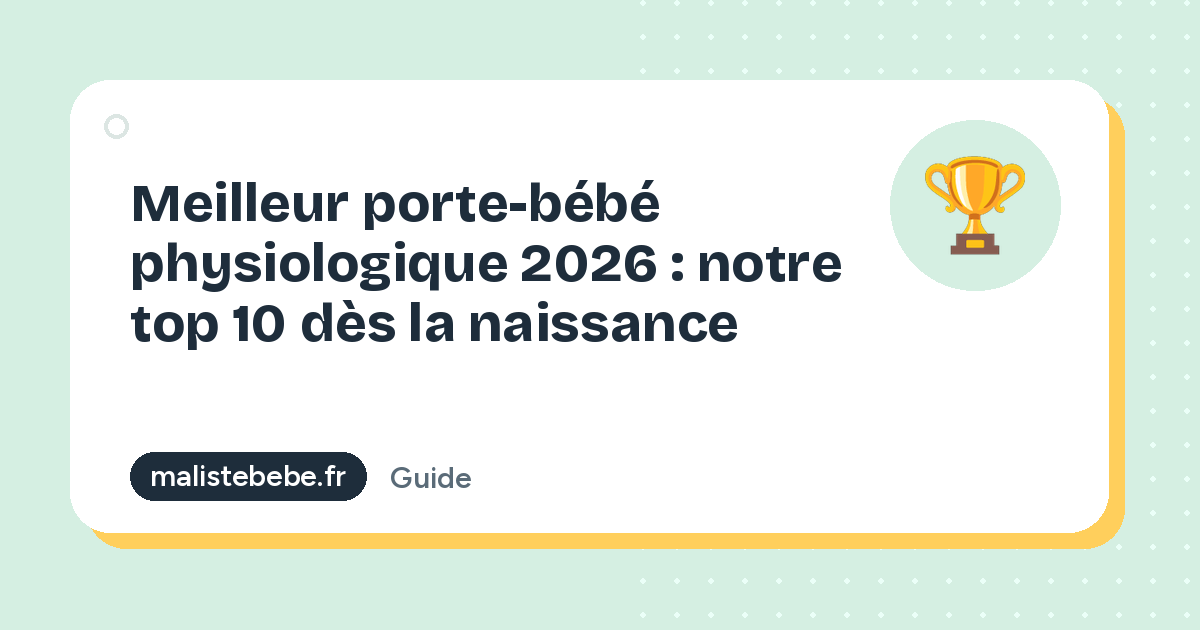 Meilleur porte-bébé
physiologique 2026 : notre
top 10 dès la naissance
malistebebe.fr
Guide